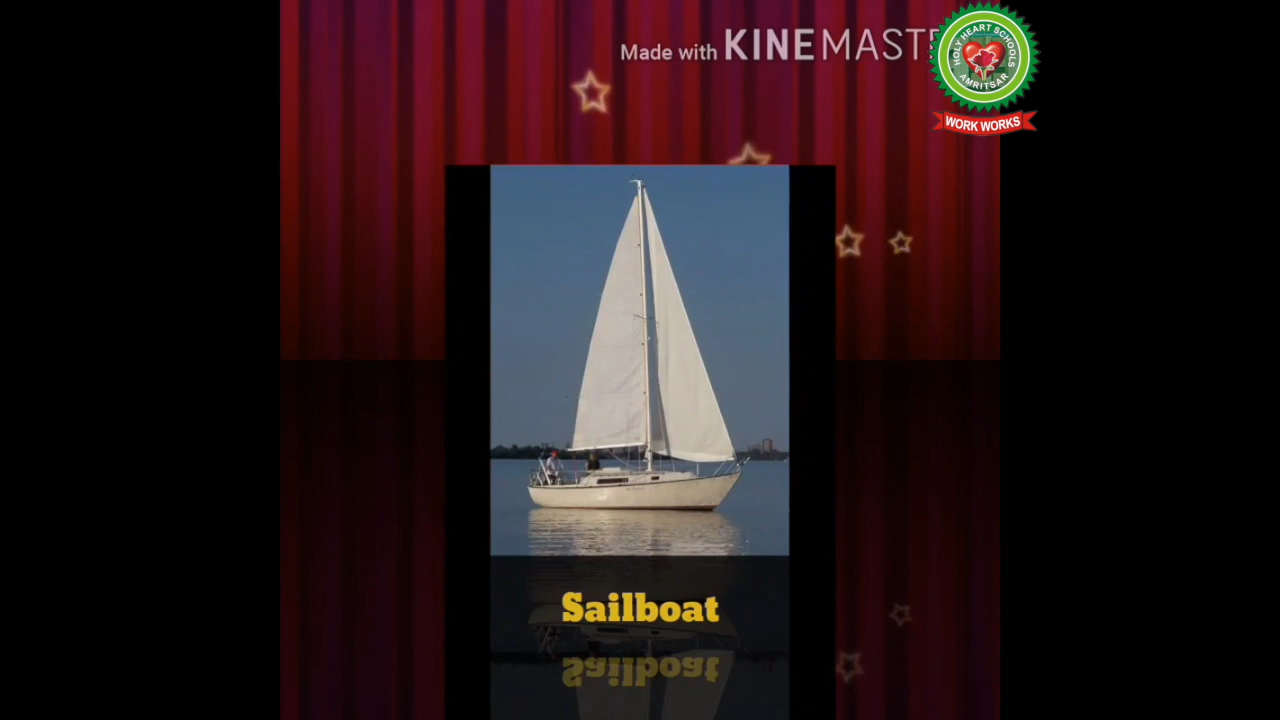 Made with KINEMASTE
HOLY HEART SCHOOLS
AMRITSAR
WORK WORKS
Sailboat
Sailboat